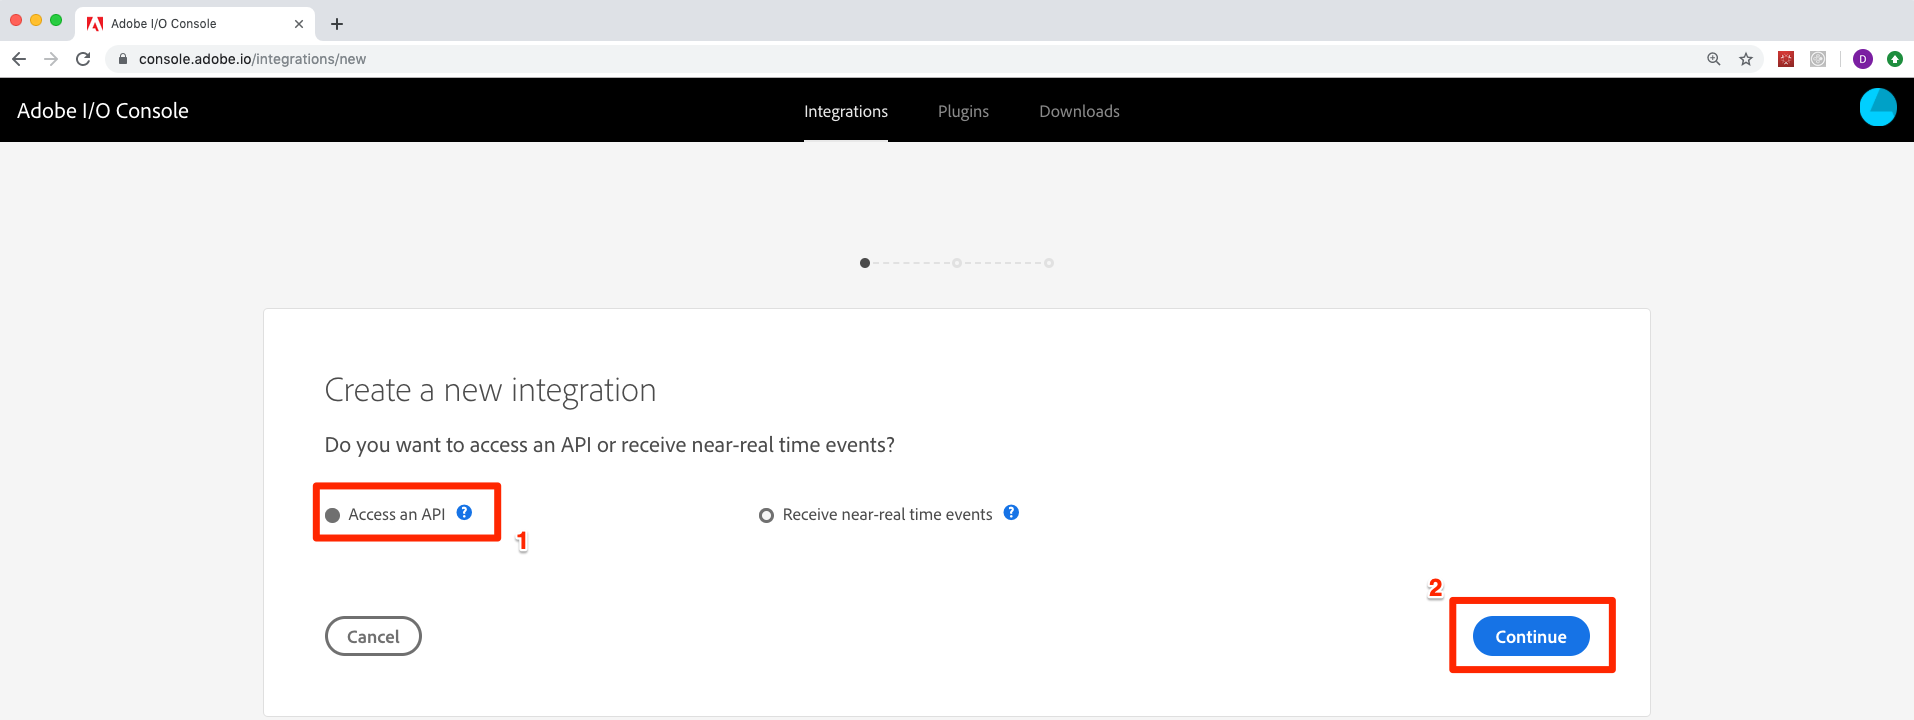 Adobe I/O Console
console.adobe.io/integrations/new
D
Adobe I/O Console
Integrations
Plugins
Downloads
Create a new integration
Do you want to access an API or receive near-real time events?
Access an API ?
1
Receive near-real time events ?
Cancel
2
Continue